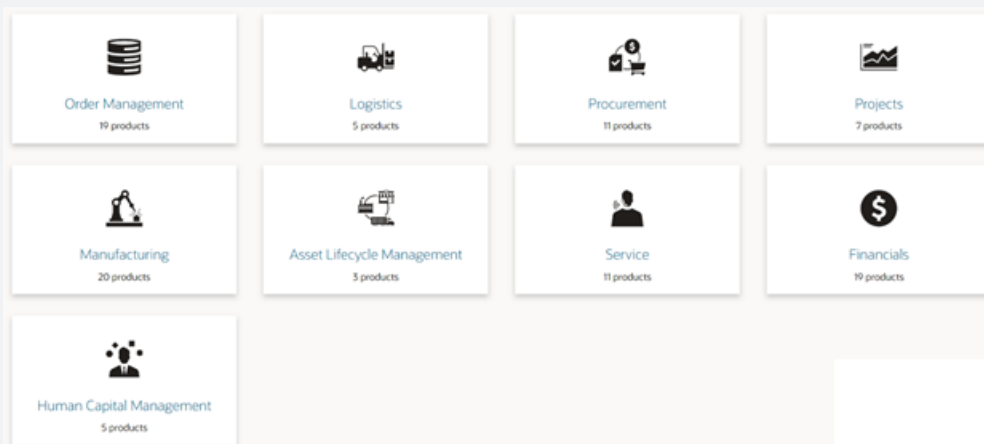 Order Management
19 products
Logistics
5 products
Procurement
11 products
Projects
7 products
Manufacturing
20 products
Asset Lifecycle Management
3 products
Service
11 products
Financials
19 products
Human Capital Management
5 products